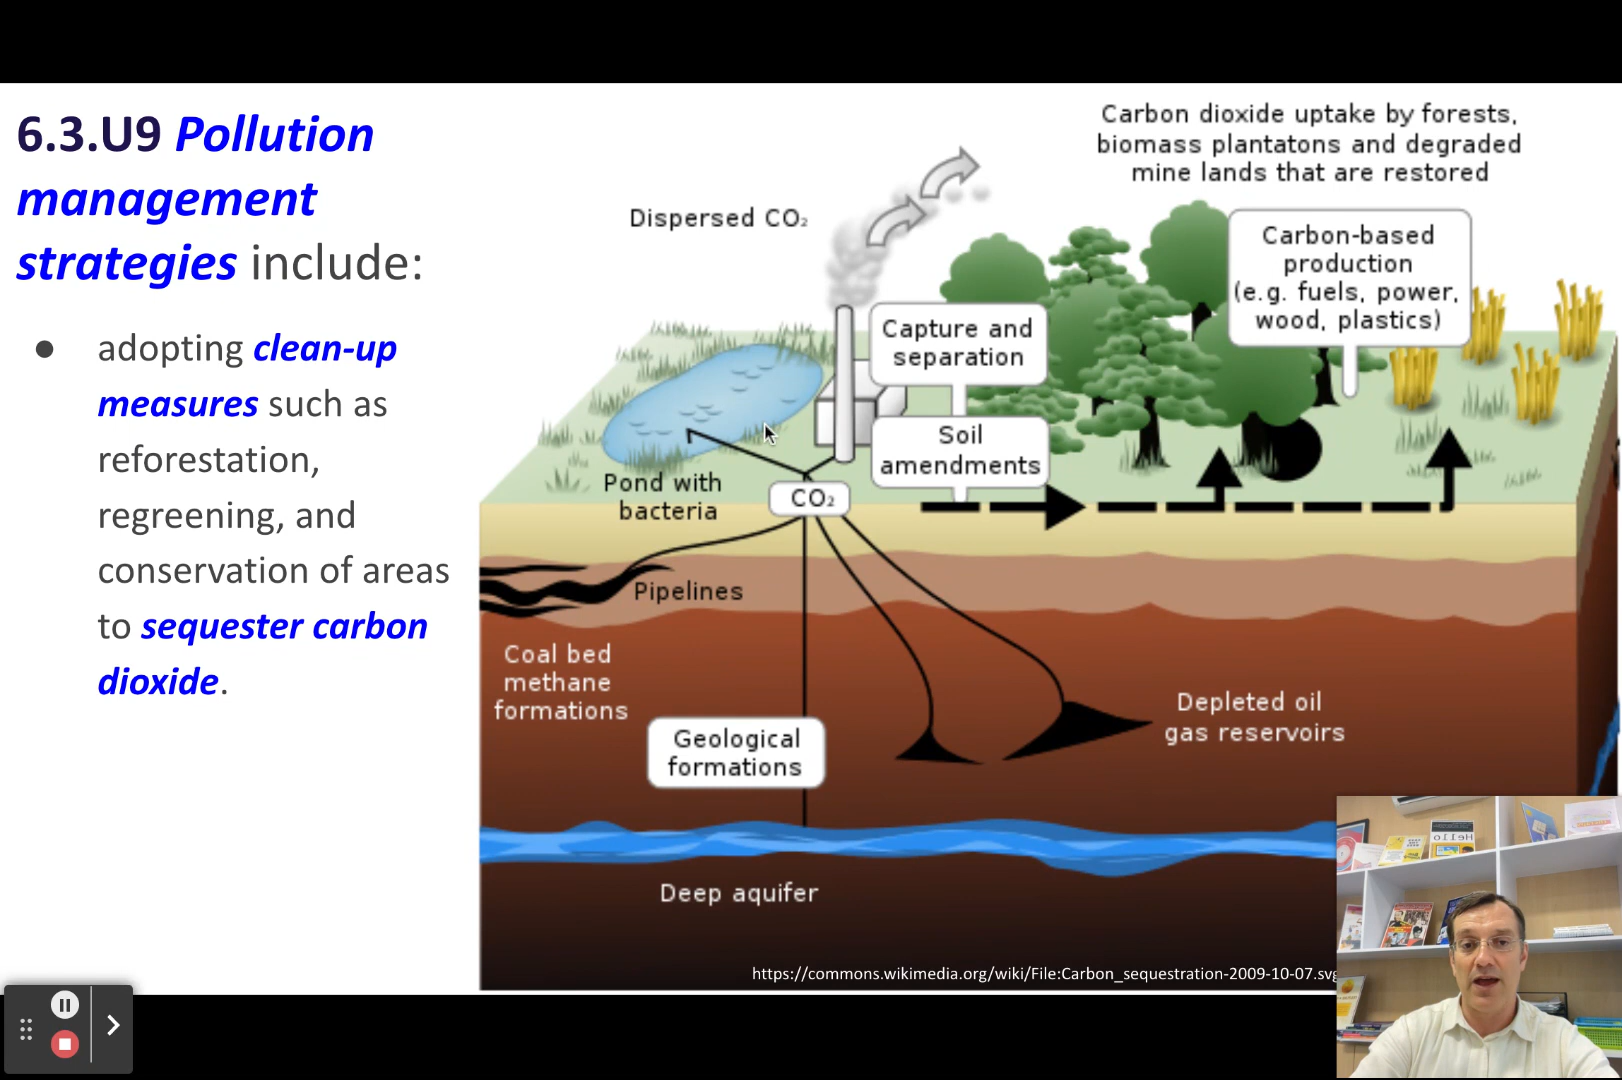 6.3.U9 Pollution
management
strategies include:
● adopting clean-up
measures such as
reforestation,
regreening, and
conservation of areas
to sequester carbon
dioxide.
Carbon dioxide uptake by forests,
biomass plantatons and degraded
mine lands that are restored
Dispersed CO₂
Carbon-based
production
(e.g. fuels, power,
wood, plastics)
Capture and
separation
Soil
amendments
Pond with
bacteria
CO₂
Pipelines
Coal bed
methane
formations
Geological
formations
Depleted oil
gas reservoirs
Deep aquifer
https://commons.wikimedia.org/wiki/File:Carbon_sequestration-2009-10-07.svg
Hello